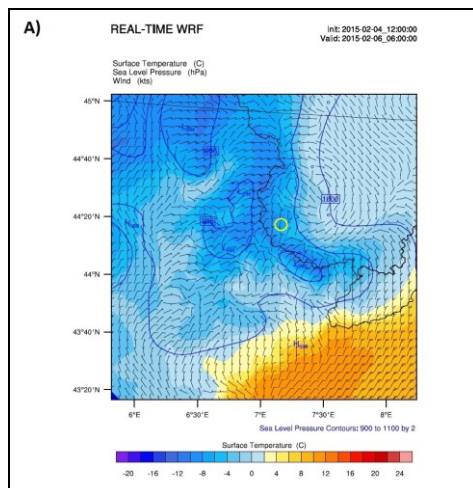 A)
REAL-TIME WRF
Init: 2015-02-04_12:00:00
Valid: 2015-02-06_06:00:00
Surface Temperature (C)
Sea Level Pressure (hPa)
Wind (kts)
45°N
44°40'N
44°20'N
44°N
43°40'N
43°20'N
1000
6°E
6°30'E
7°E
7°30'E
8°E
Sea Level Pressure Contours: 900 to 1100 by 2
Surface Temperature (C)
-20 -16 -12 -8 -4 0 4 8 12 16 20 24